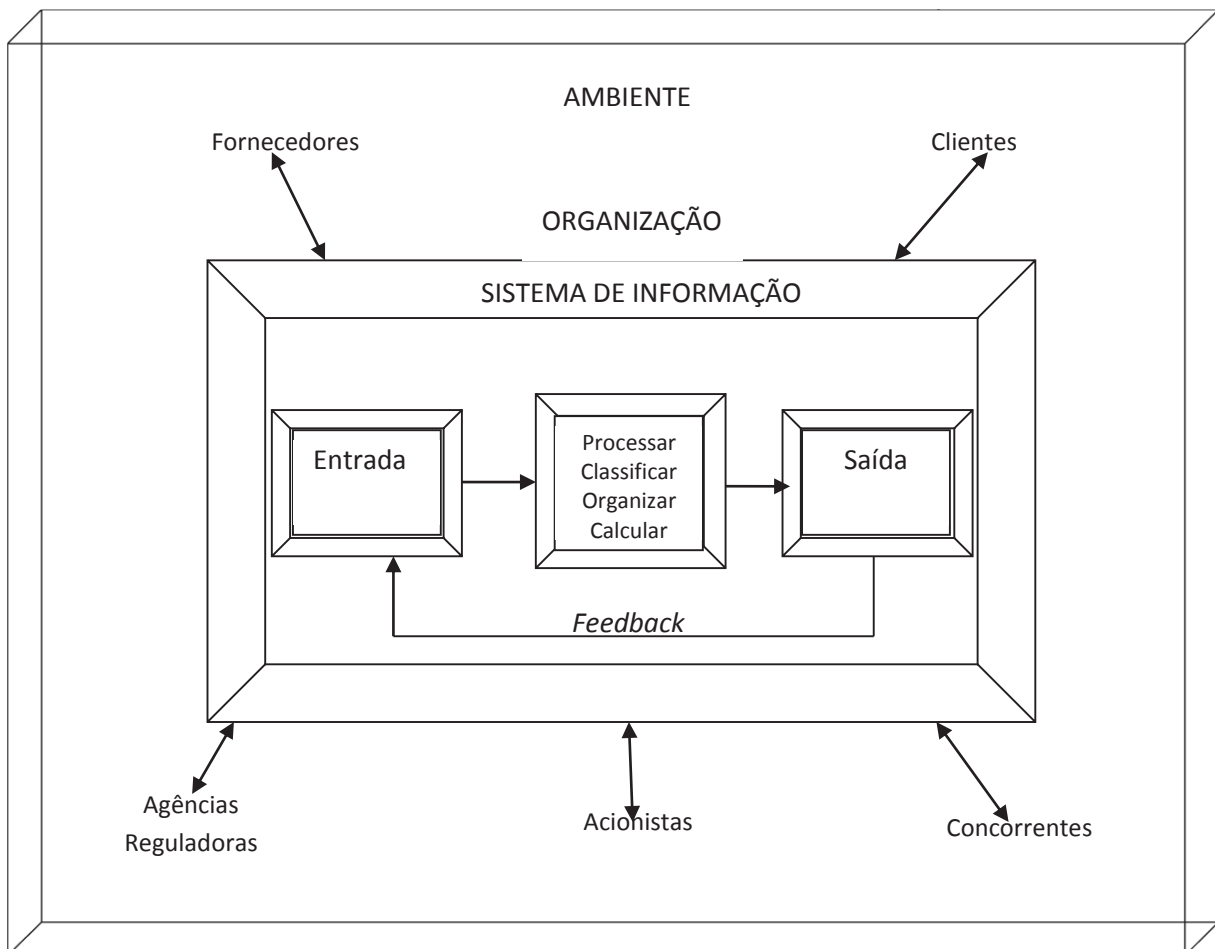 AMBIENTE
Fornecedores
Clientes
ORGANIZAÇÃO
SISTEMA DE INFORMAÇÃO
Entrada
Processar
Classificar
Organizar
Calcular
Saída
Feedback
Agências
Reguladoras
Acionistas
Concorrentes